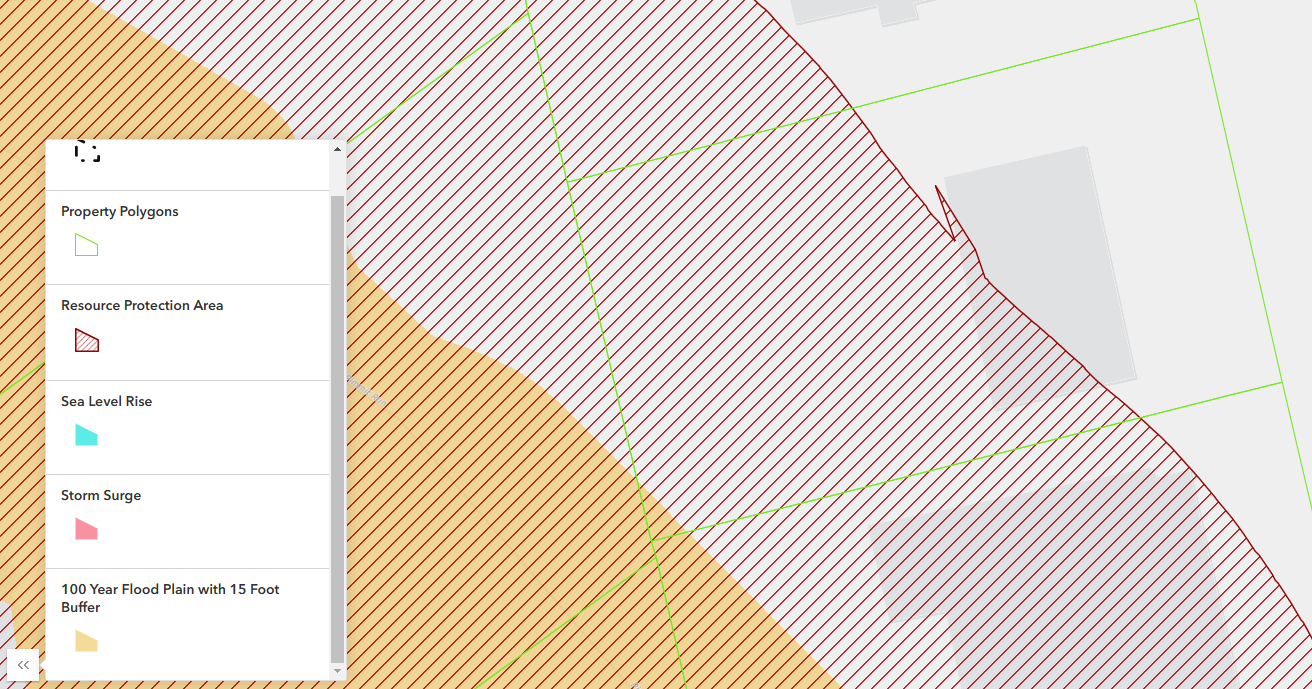 Property Polygons
Resource Protection Area
Sea Level Rise
Storm Surge
100 Year Flood Plain with 15 Foot
Buffer